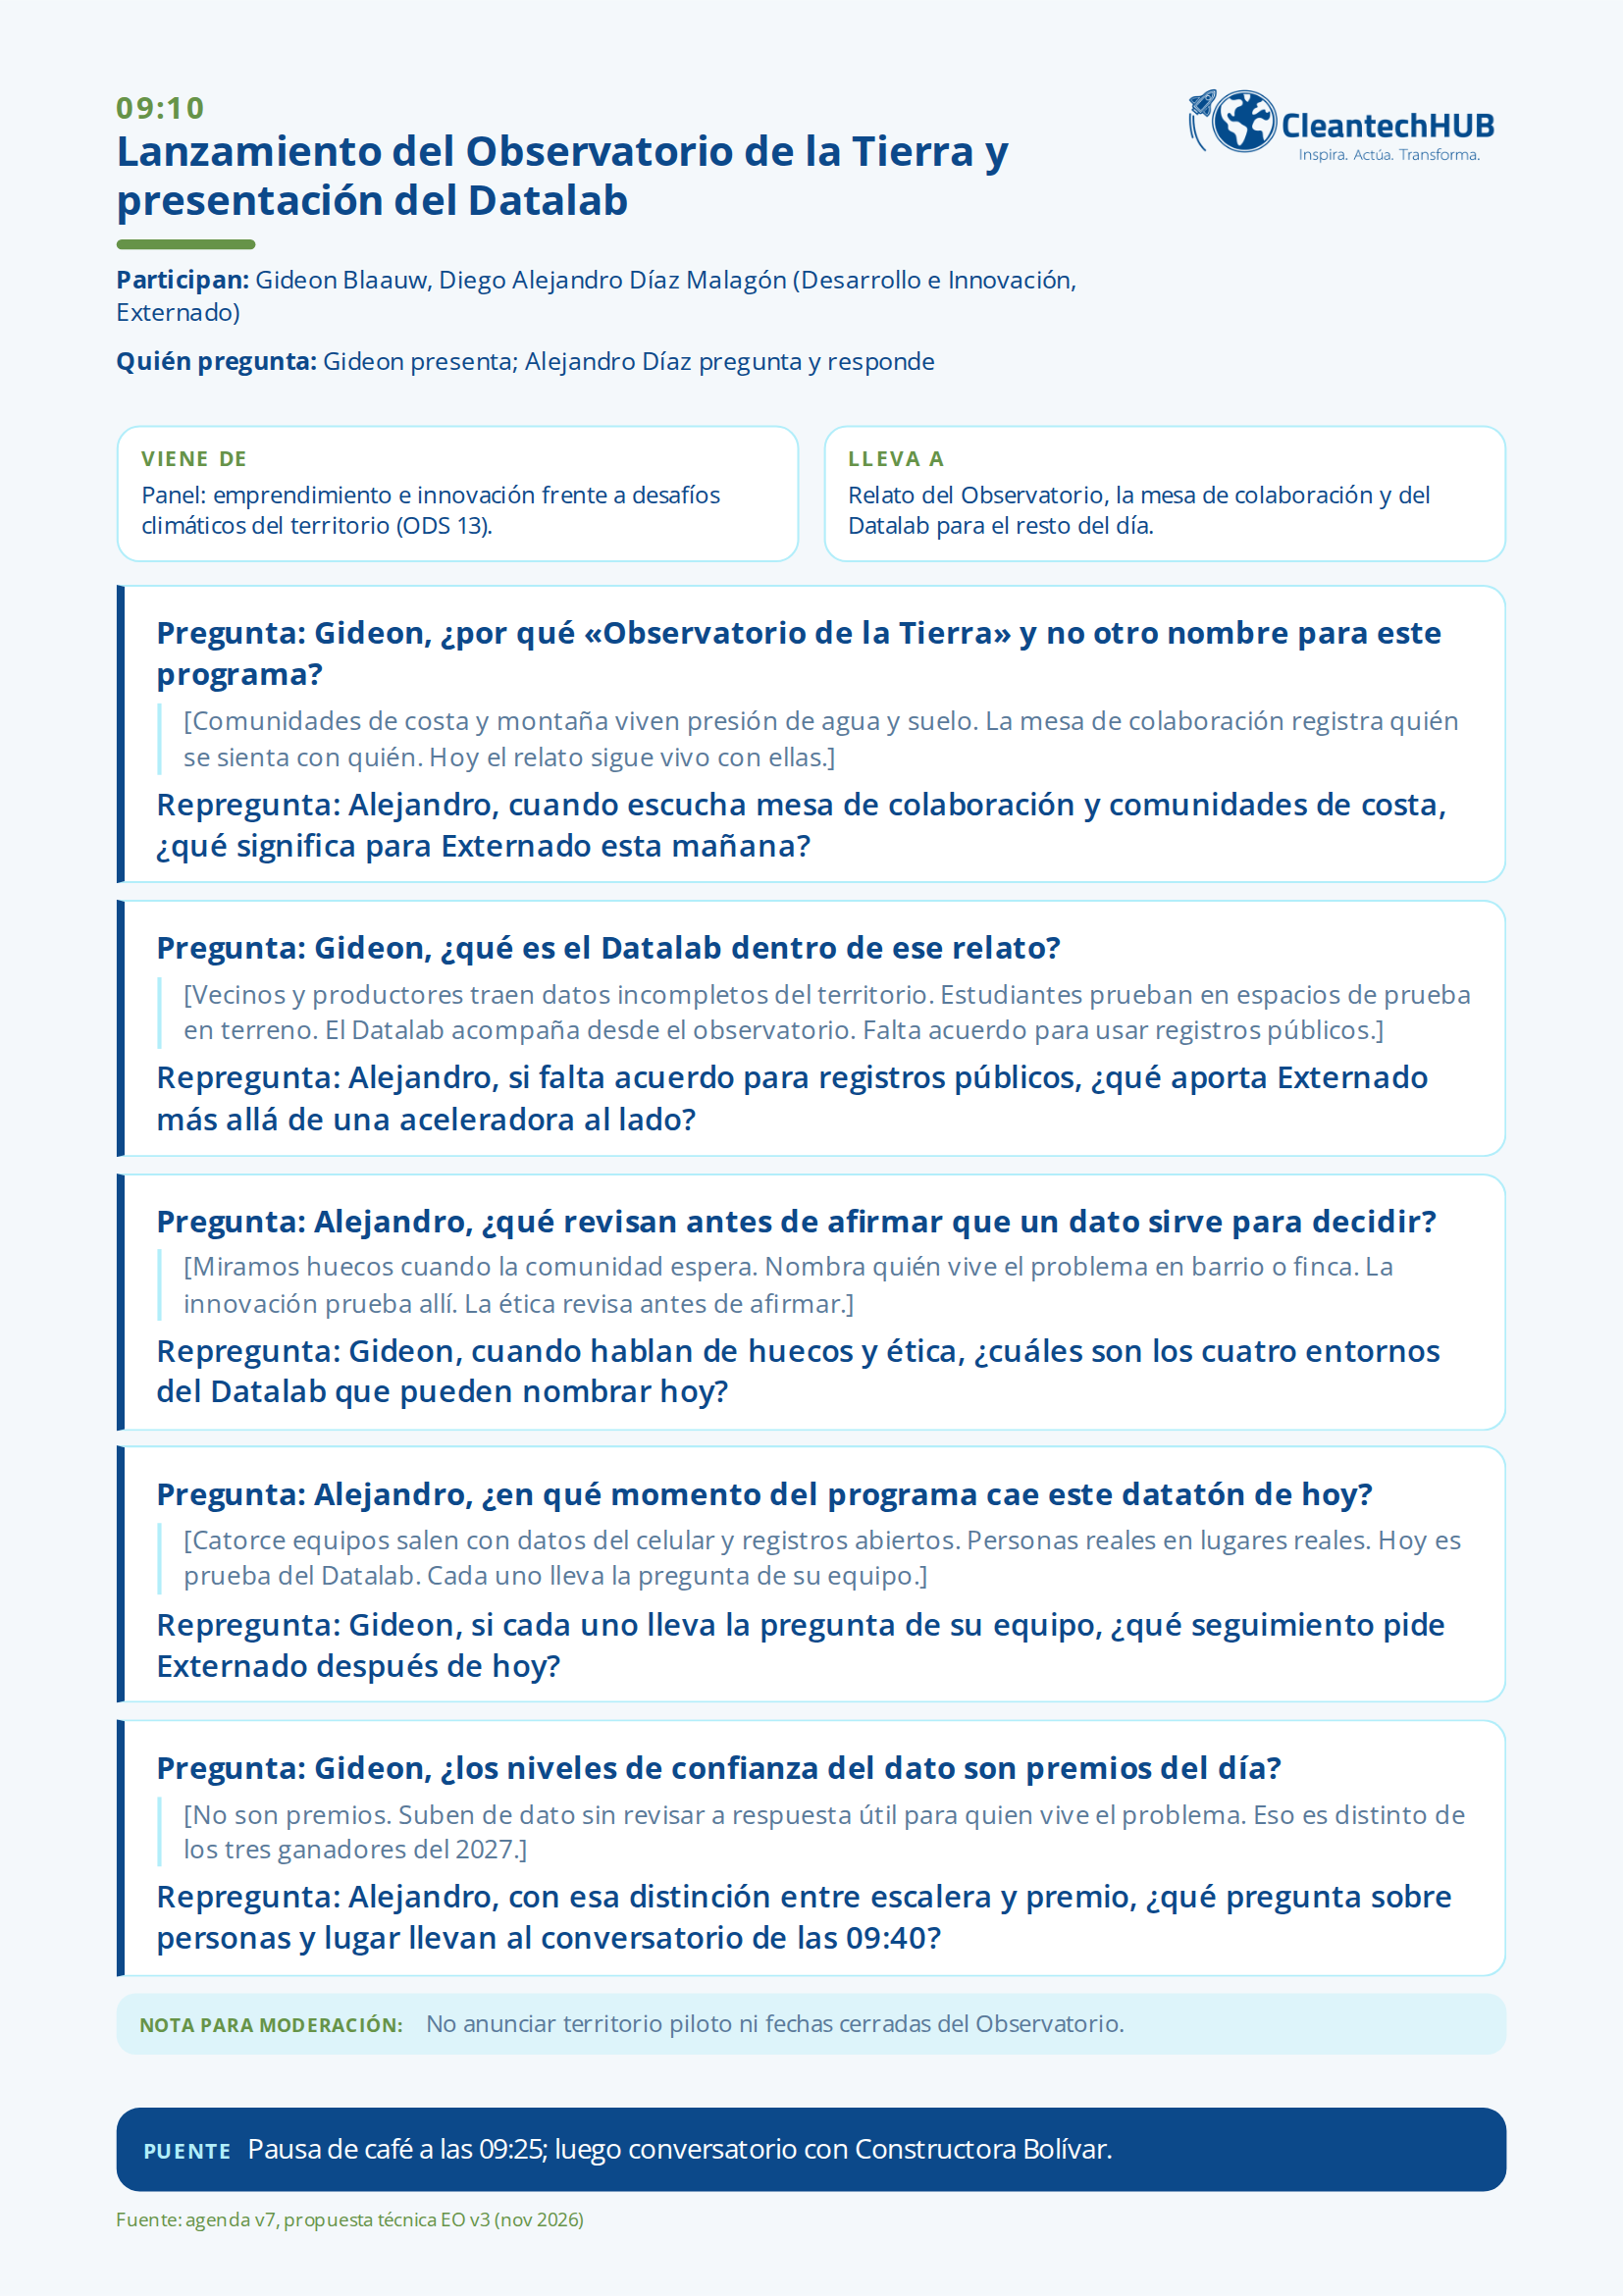 09:10
Lanzamiento del Observatorio de la Tierra y
presentación del Datalab
CleantechHUB
Inspira. Actúa. Transforma.
Participan: Gideon Blaauw, Diego Alejandro Díaz Malagón (Desarrollo e Innovación,
Externado)
Quién pregunta: Gideon presenta; Alejandro Díaz pregunta y responde
VIENE DE
Panel: emprendimiento e innovación frente a desafíos
climáticos del territorio (ODS 13).
LLEVA A
Relato del Observatorio, la mesa de colaboración y del
Datalab para el resto del día.
Pregunta: Gideon, ¿por qué «Observatorio de la Tierra» y no otro nombre para este
programa?
[Comunidades de costa y montaña viven presión de agua y suelo. La mesa de colaboración registra quién
se sienta con quién. Hoy el relato sigue vivo con ellas.]
Repregunta: Alejandro, cuando escucha mesa de colaboración y comunidades de costa,
¿qué significa para Externado esta mañana?
Pregunta: Gideon, ¿qué es el Datalab dentro de ese relato?
[Vecinos y productores traen datos incompletos del territorio. Estudiantes prueban en espacios de prueba
en terreno. El Datalab acompaña desde el observatorio. Falta acuerdo para usar registros públicos.]
Repregunta: Alejandro, si falta acuerdo para registros públicos, ¿qué aporta Externado
más allá de una aceleradora al lado?
Pregunta: Alejandro, ¿qué revisan antes de afirmar que un dato sirve para decidir?
[Miramos huecos cuando la comunidad espera. Nombra quién vive el problema en barrio o finca. La
innovación prueba allí. La ética revisa antes de afirmar.]
Repregunta: Gideon, cuando hablan de huecos y ética, ¿cuáles son los cuatro entornos
del Datalab que pueden nombrar hoy?
Pregunta: Alejandro, ¿en qué momento del programa cae este datatón de hoy?
[Catorce equipos salen con datos del celular y registros abiertos. Personas reales en lugares reales. Hoy es
prueba del Datalab. Cada uno lleva la pregunta de su equipo.]
Repregunta: Gideon, si cada uno lleva la pregunta de su equipo, ¿qué seguimiento pide
Externado después de hoy?
Pregunta: Gideon, ¿los niveles de confianza del dato son premios del día?
[No son premios. Suben de dato sin revisar a respuesta útil para quien vive el problema. Eso es distinto de
los tres ganadores del 2027.]
Repregunta: Alejandro, con esa distinción entre escalera y premio, ¿qué pregunta sobre
personas y lugar llevan al conversatorio de las 09:40?
NOTA PARA MODERACIÓN: No anunciar territorio piloto ni fechas cerradas del Observatorio.
PUENTE Pausa de café a las 09:25; luego conversatorio con Constructora Bolívar.
Fuente: agenda v7, propuesta técnica EO v3 (nov 2026)